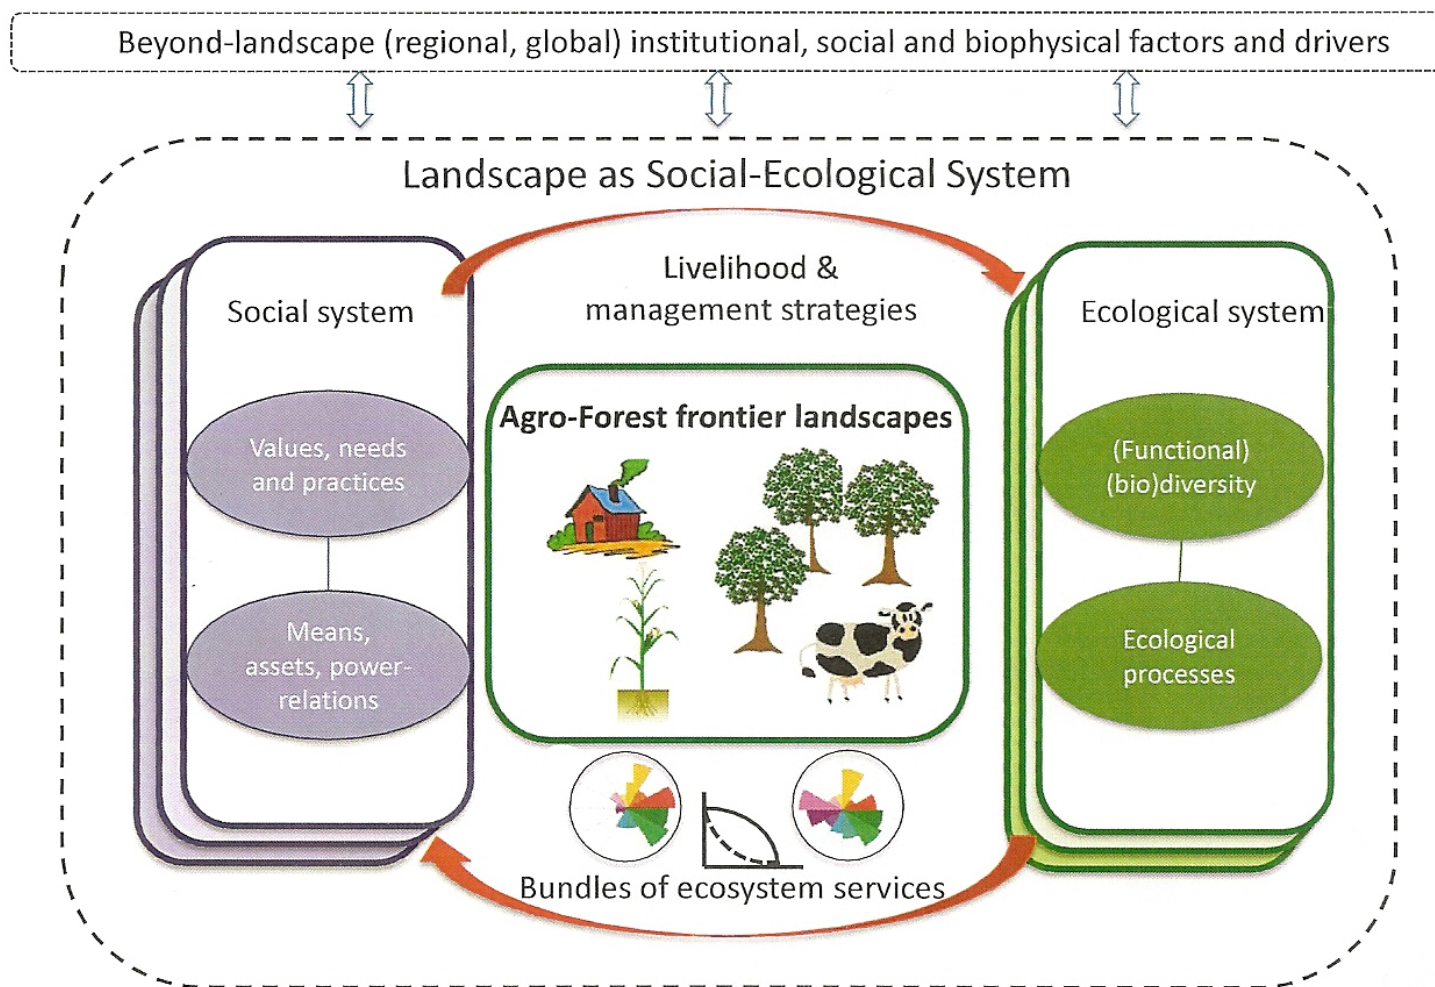 Beyond-landscape (regional, global) institutional, social and biophysical factors and drivers
Landscape as Social-Ecological System
Livelihood &
management strategies
Social system
Values, needs
and practices
Means,
assets, power-
relations
Agro-Forest frontier landscapes
Ecological system
(Functional)
(bio)diversity
Ecological
processes
Bundles of ecosystem services